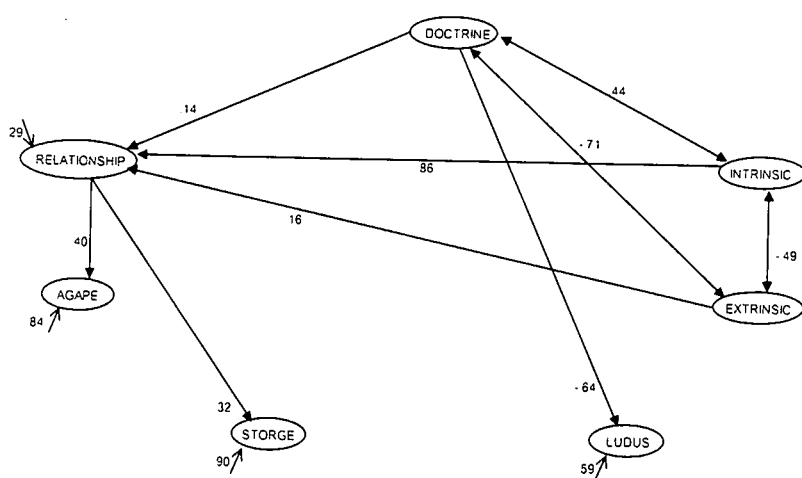 DOCTRINE
14
44
29
RELATIONSHIP
-71
86
INTRINSIC
16
40
-49
AGAPE
EXTRINSIC
84
-64
32
STORGE
LUDUS
90
59